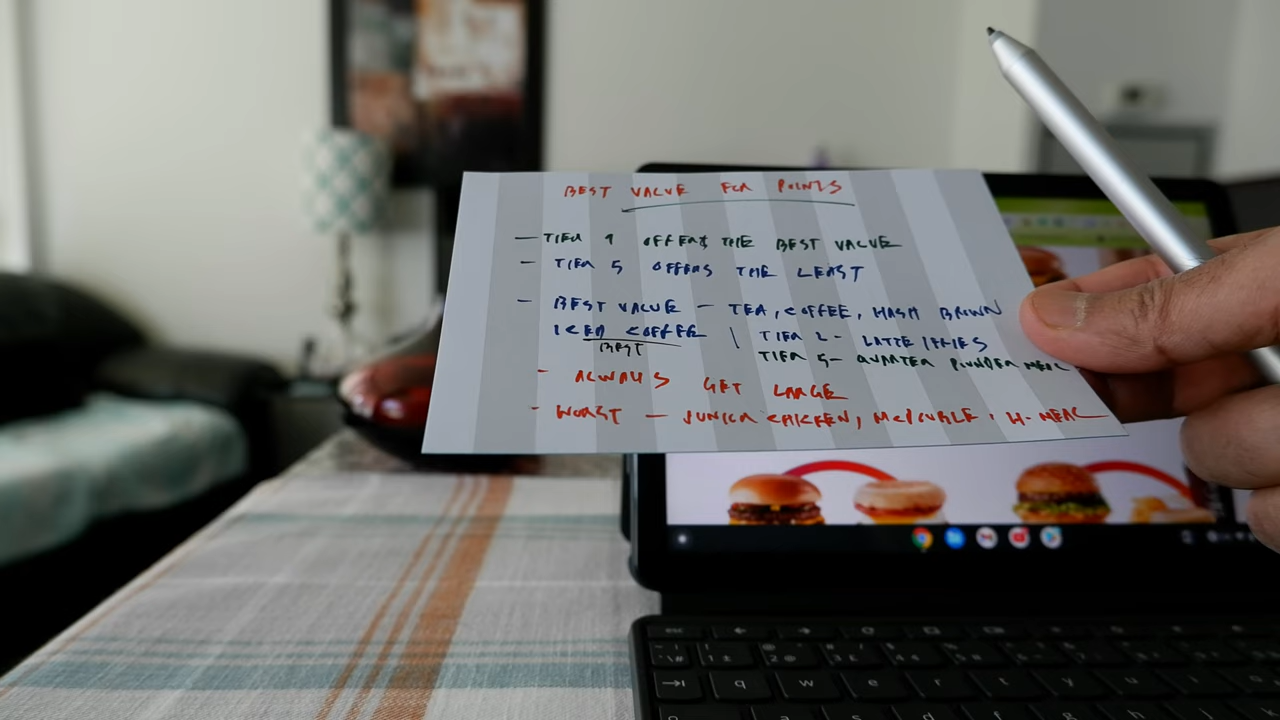 BEST VALUE FOR POINTS
— TIER 1 OFFERS THE BEST VALUE
- TIER 5 OFFERS THE LEAST
- BEST VALUE - TEA, COFFEE, HASH BROWN
ICED COFFEE | TIER 2 - LATTE, FRIES
BEST TIER 5 - QUARTER POUNDER MEAL
- ALWAYS GET LARGE
- WORST — JUNIOR CHICKEN, MCDOUBLE, H. MEAL
esc
q w e r t y u i
a s d f g h j k